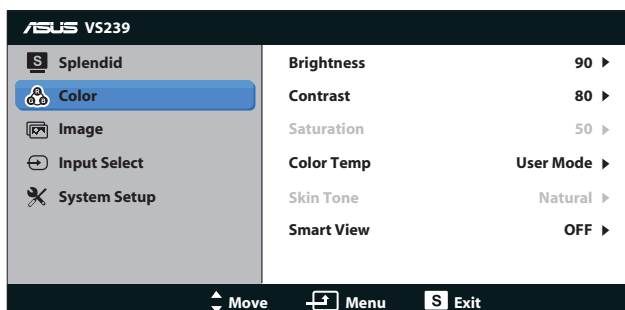 ASUS VS239
S Splendid
R G B Color
Image
Input Select
System Setup
Brightness 90
Contrast 80
Saturation 50
Color Temp User Mode
Skin Tone Natural
Smart View OFF
Move Menu S Exit